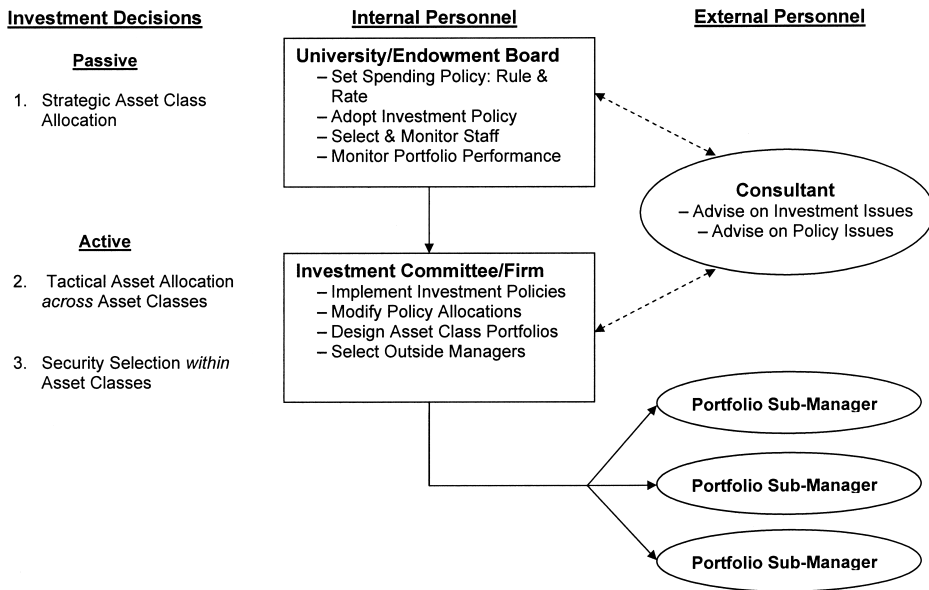 Investment Decisions
Internal Personnel
External Personnel
Passive
1. Strategic Asset Class
Allocation
University/Endowment Board
– Set Spending Policy: Rule &
Rate
– Adopt Investment Policy
– Select & Monitor Staff
– Monitor Portfolio Performance
Consultant
– Advise on Investment Issues
– Advise on Policy Issues
Active
2. Tactical Asset Allocation
across Asset Classes
3. Security Selection within
Asset Classes
Investment Committee/Firm
– Implement Investment Policies
– Modify Policy Allocations
– Design Asset Class Portfolios
– Select Outside Managers
Portfolio Sub-Manager
Portfolio Sub-Manager
Portfolio Sub-Manager